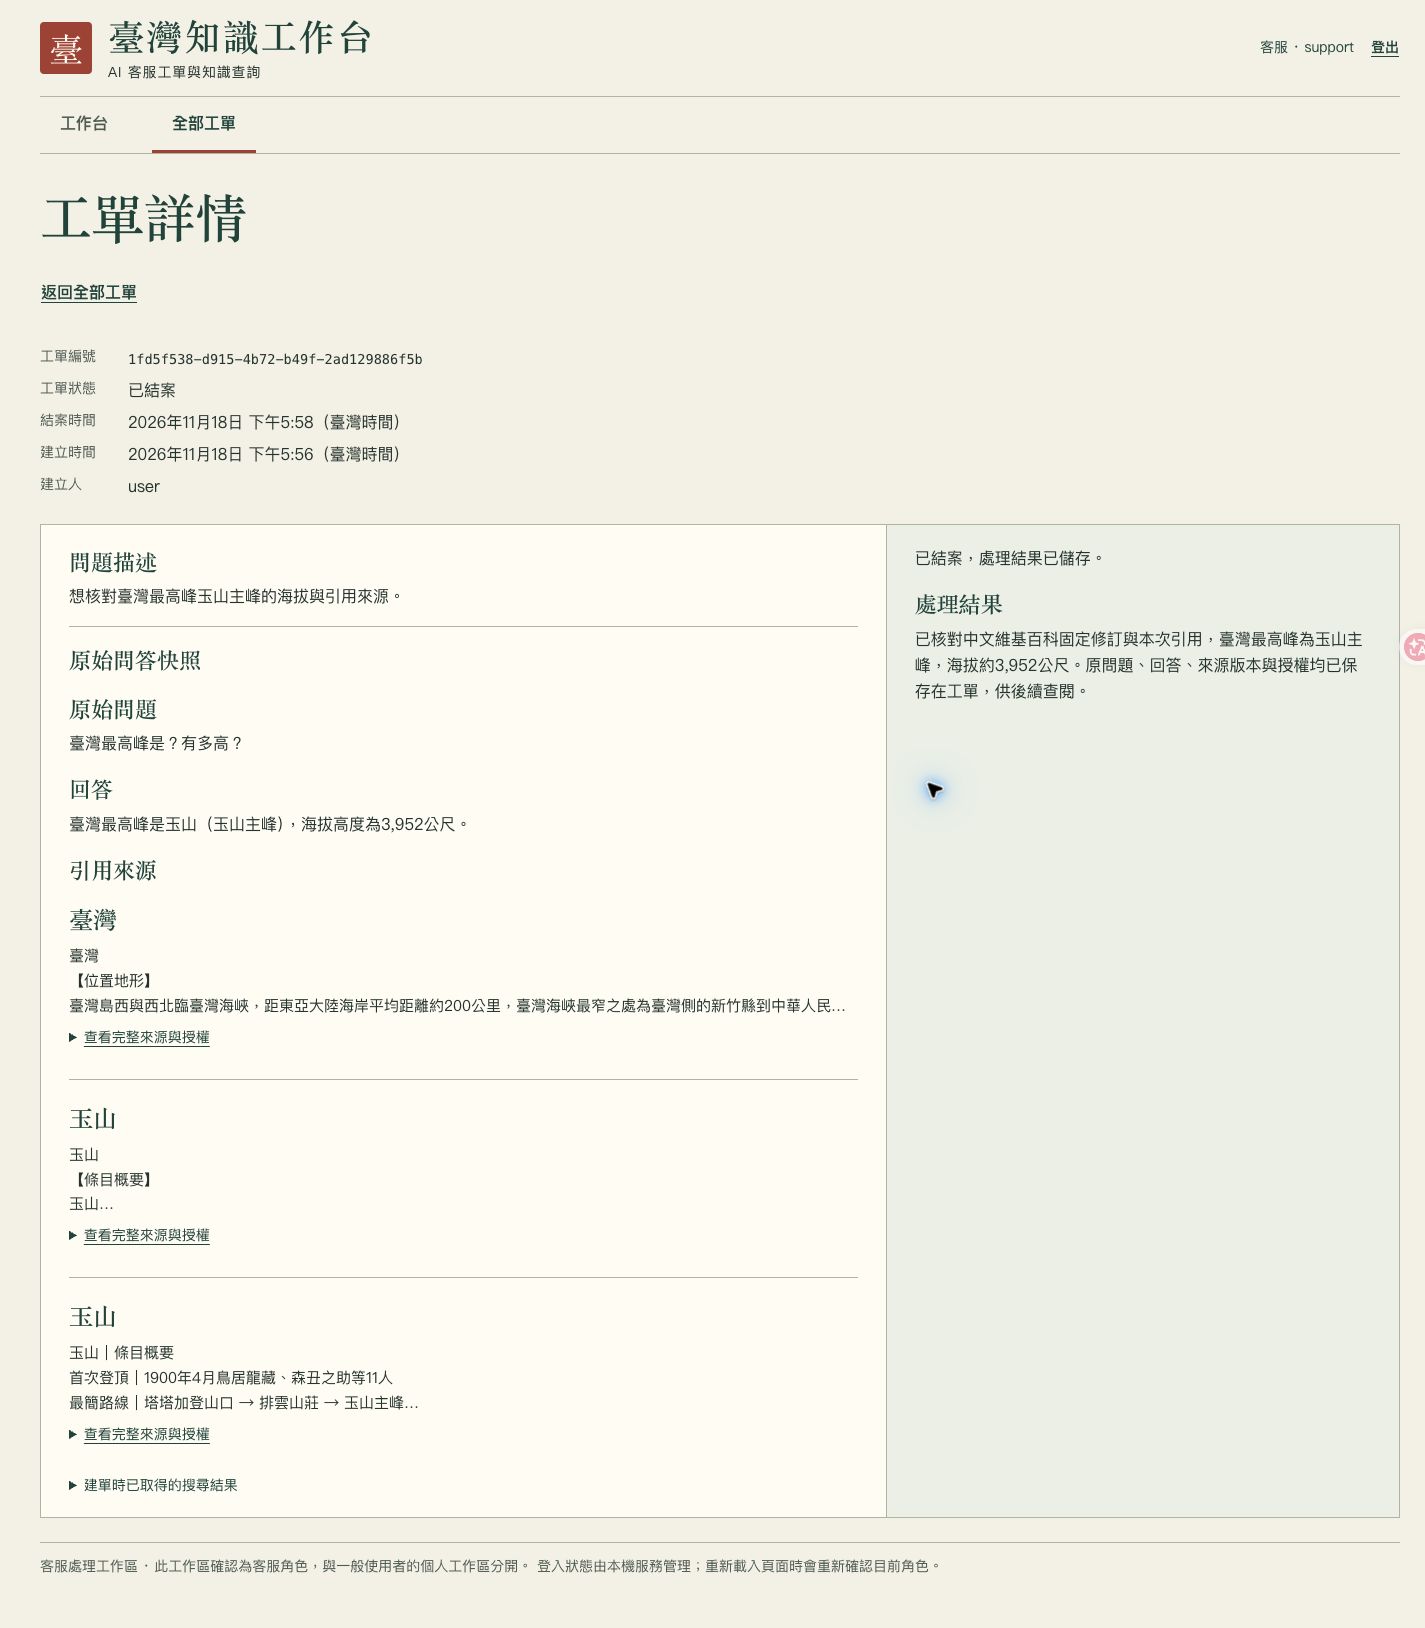 臺
臺灣知識工作台
AI 客服工單與知識查詢
客服 · support 登出
工作台 全部工單
工單詳情
返回全部工單
工單編號 1fd5f538-d915-4b72-b49f-2ad129886f5b
工單狀態 已結案
結案時間 2026年11月18日 下午5:58（臺灣時間）
建立時間 2026年11月18日 下午5:56（臺灣時間）
建立人 user
問題描述
想核對臺灣最高峰玉山主峰的海拔與引用來源。
原始問答快照
原始問題
臺灣最高峰是？有多高？
回答
臺灣最高峰是玉山（玉山主峰），海拔高度為3,952公尺。
引用來源
臺灣
臺灣
【位置地形】
臺灣島西與西北臨臺灣海峽，距東亞大陸海岸平均距離約200公里，臺灣海峽最窄之處為臺灣側的新竹縣到中華人民...
▶ 查看完整來源與授權
玉山
玉山
【條目概要】
玉山...
▶ 查看完整來源與授權
玉山
玉山｜條目概要
首次登頂｜1900年4月鳥居龍藏、森丑之助等11人
最簡路線｜塔塔加登山口 → 排雲山莊 → 玉山主峰...
▶ 查看完整來源與授權
▶ 建單時已取得的搜尋結果
已結案，處理結果已儲存。
處理結果
已核對中文維基百科固定修訂與本次引用，臺灣最高峰為玉山主
峰，海拔約3,952公尺。原問題、回答、來源版本與授權均已保
存在工單，供後續查閱。
客服處理工作區 · 此工作區確認為客服角色，與一般使用者的個人工作區分開。 登入狀態由本機服務管理；重新載入頁面時會重新確認目前角色。